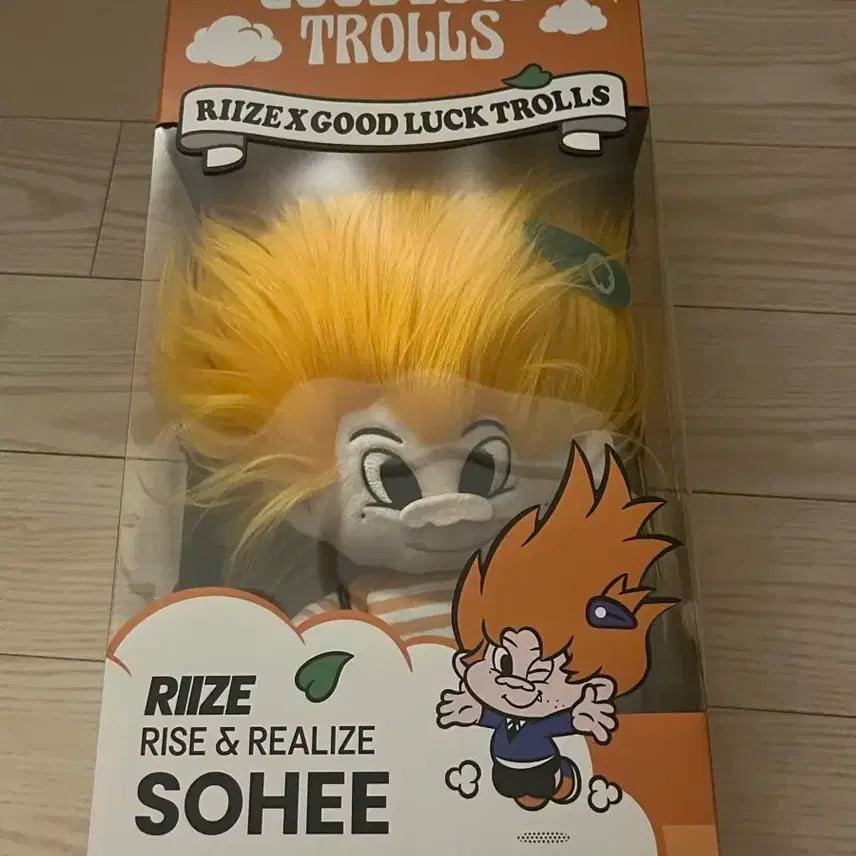 TROLLS
RIIZE X GOOD LUCK TROLLS
RIIZE
RISE & REALIZE
SOHEE